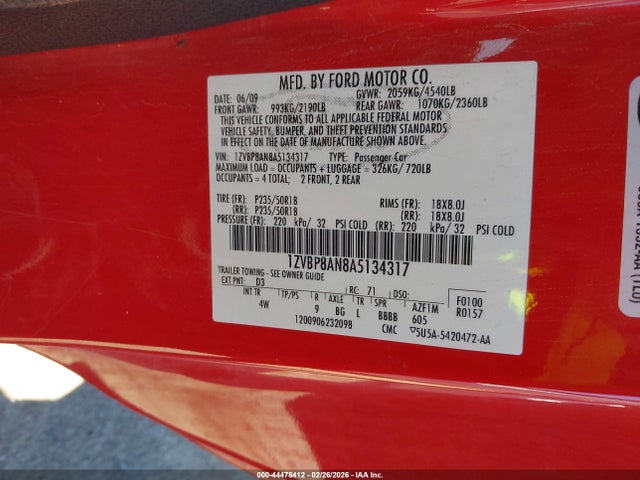 MFD. BY FORD MOTOR CO.
DATE: 06/09 GVWR: 2059KG/4540LB
FRONT GAWR: 993KG/2190LB REAR GAWR: 1070KG/2360LB
THIS VEHICLE CONFORMS TO ALL APPLICABLE FEDERAL MOTOR
VEHICLE SAFETY, BUMPER, AND THEFT PREVENTION STANDARDS
IN EFFECT ON THE DATE OF MANUFACTURE SHOWN ABOVE.
VIN: 1ZVBP8AN8A5134317 TYPE: Passenger Car
MAXIMUM LOAD = OCCUPANTS + LUGGAGE = 326KG/720LB
OCCUPANTS = 4 TOTAL; 2 FRONT, 2 REAR
TIRE (FR): P235/50R18 RIMS (FR): 18X8.0J
(RR): P235/50R18 (RR): 18X8.0J
PRESSURE (FR): 220 kPa/ 32 PSI COLD (RR): 220 kPa/ 32 PSI COLD
1ZVBP8AN8A5134317
TRAILER TOWING - SEE OWNER GUIDE
EXT PNT: D3 RC: 71 DSO: F0100
INT TR TP/PS R AXLE TR SPR AZF1M R0157
4W 9 BG L BBBB 605
1200906232098 CMC 5U5A-5420472-AA
000-44478412 - 02/26/2026 - IAAI.com